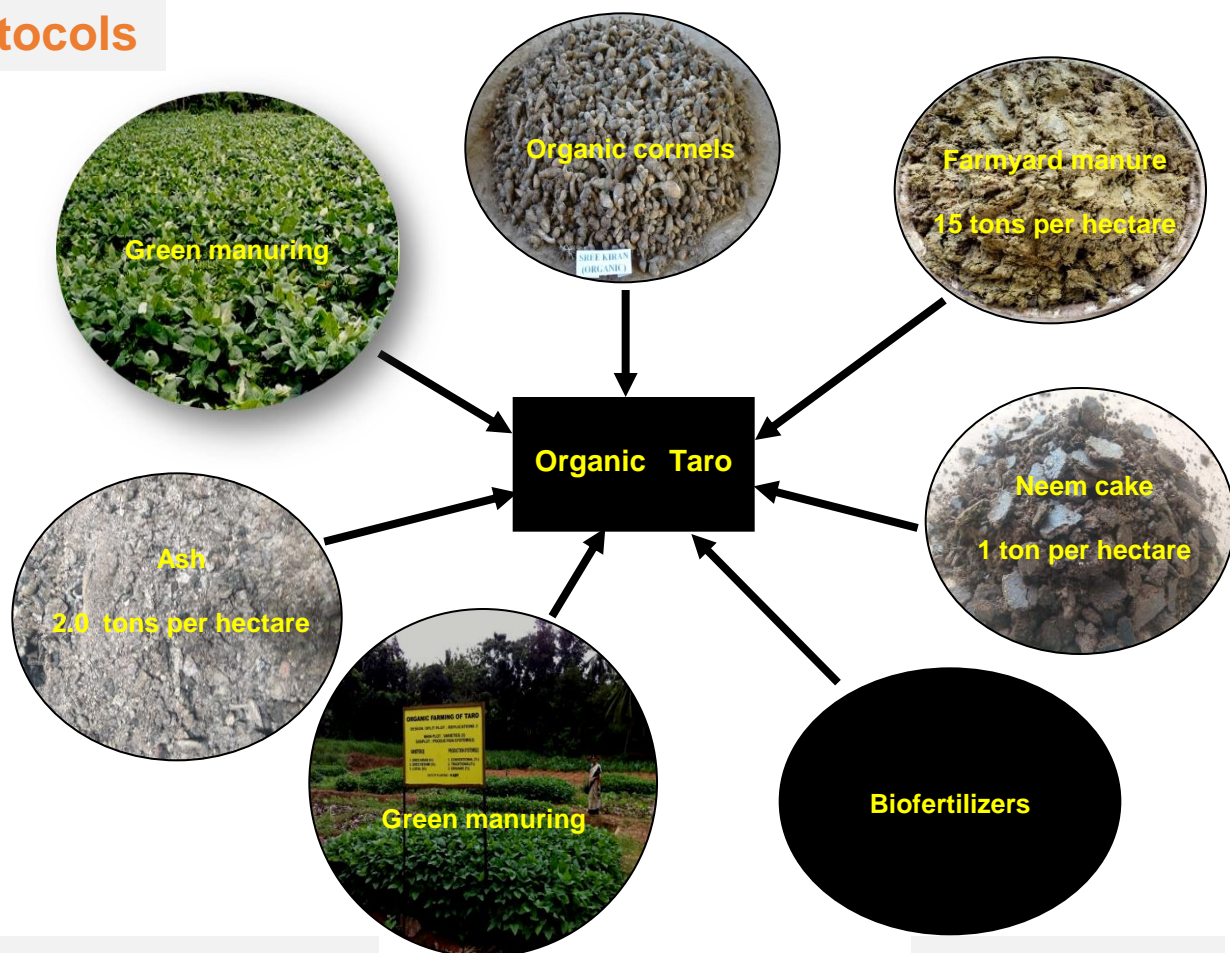 tocols
Organic cormels
SREE KIRAN
(ORGANIC)
Farmyard manure
15 tons per hectare
Green manuring
Organic Taro
Neem cake
1 ton per hectare
Ash
2.0 tons per hectare
ORGANIC FARMING OF TARO
Green manuring
Biofertilizers